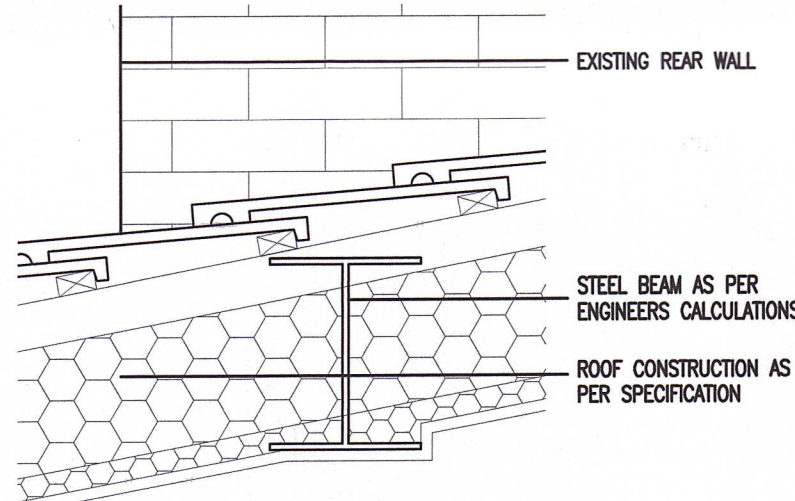 EXISTING REAR WALL
STEEL BEAM AS PER
ENGINEERS CALCULATIONS
ROOF CONSTRUCTION AS
PER SPECIFICATION